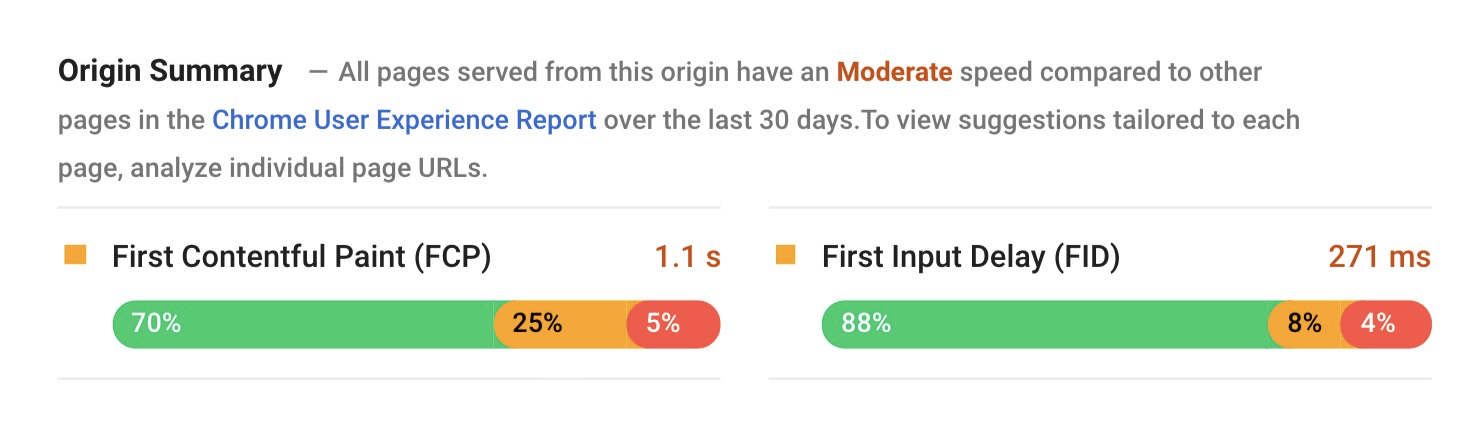 Origin Summary — All pages served from this origin have an Moderate speed compared to other
pages in the Chrome User Experience Report over the last 30 days.To view suggestions tailored to each
page, analyze individual page URLs.
First Contentful Paint (FCP) 1.1 s
70% 25% 5%
First Input Delay (FID) 271 ms
88% 8% 4%